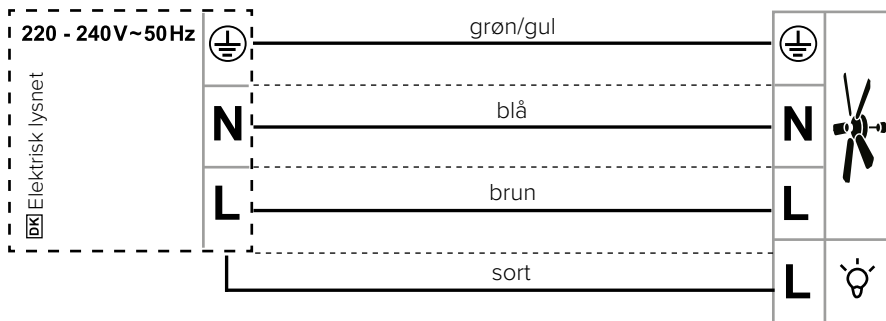 220 - 240V~50Hz
DK Elektrisk lysnet
N
L
grøn/gul
blå
brun
sort
N
L
L